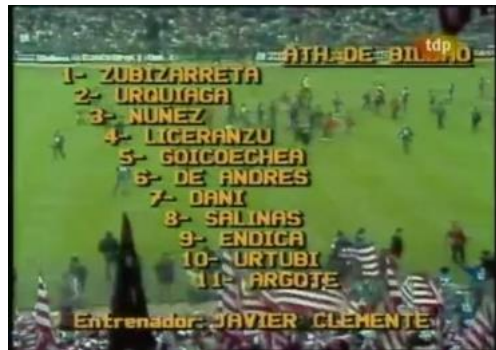 tdp
ATH. DE BILBAO
1- ZUBIZARRETA
2- URQUIAGA
3- NUÑEZ
4- LICERANZU
5- GOICOECHEA
6- DE ANDRES
7- DANI
8- SALINAS
9- ENDICA
10- URTUBI
11- ARGOTE
Entrenador: JAVIER CLEMENTE